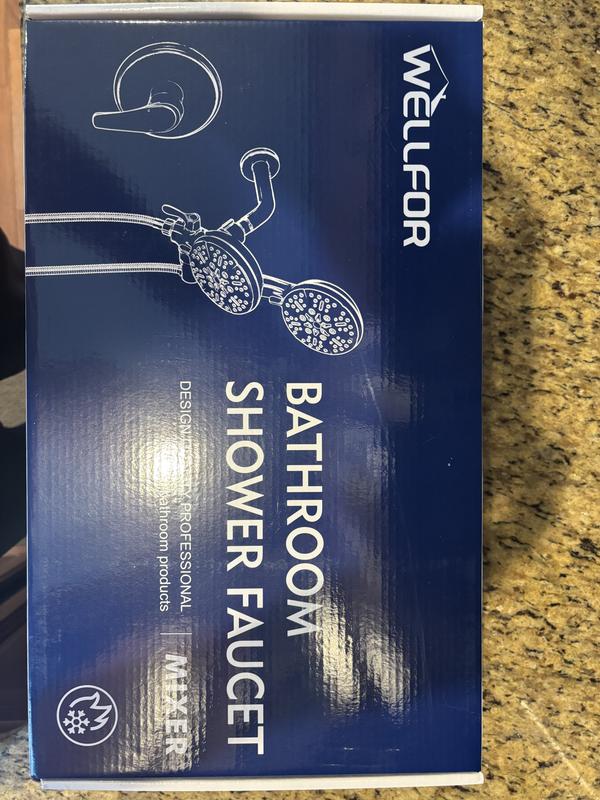 WELLFOR
BATHROOM
SHOWER FAUCET
DESIGN PROFESSIONAL
bathroom products
MIXER